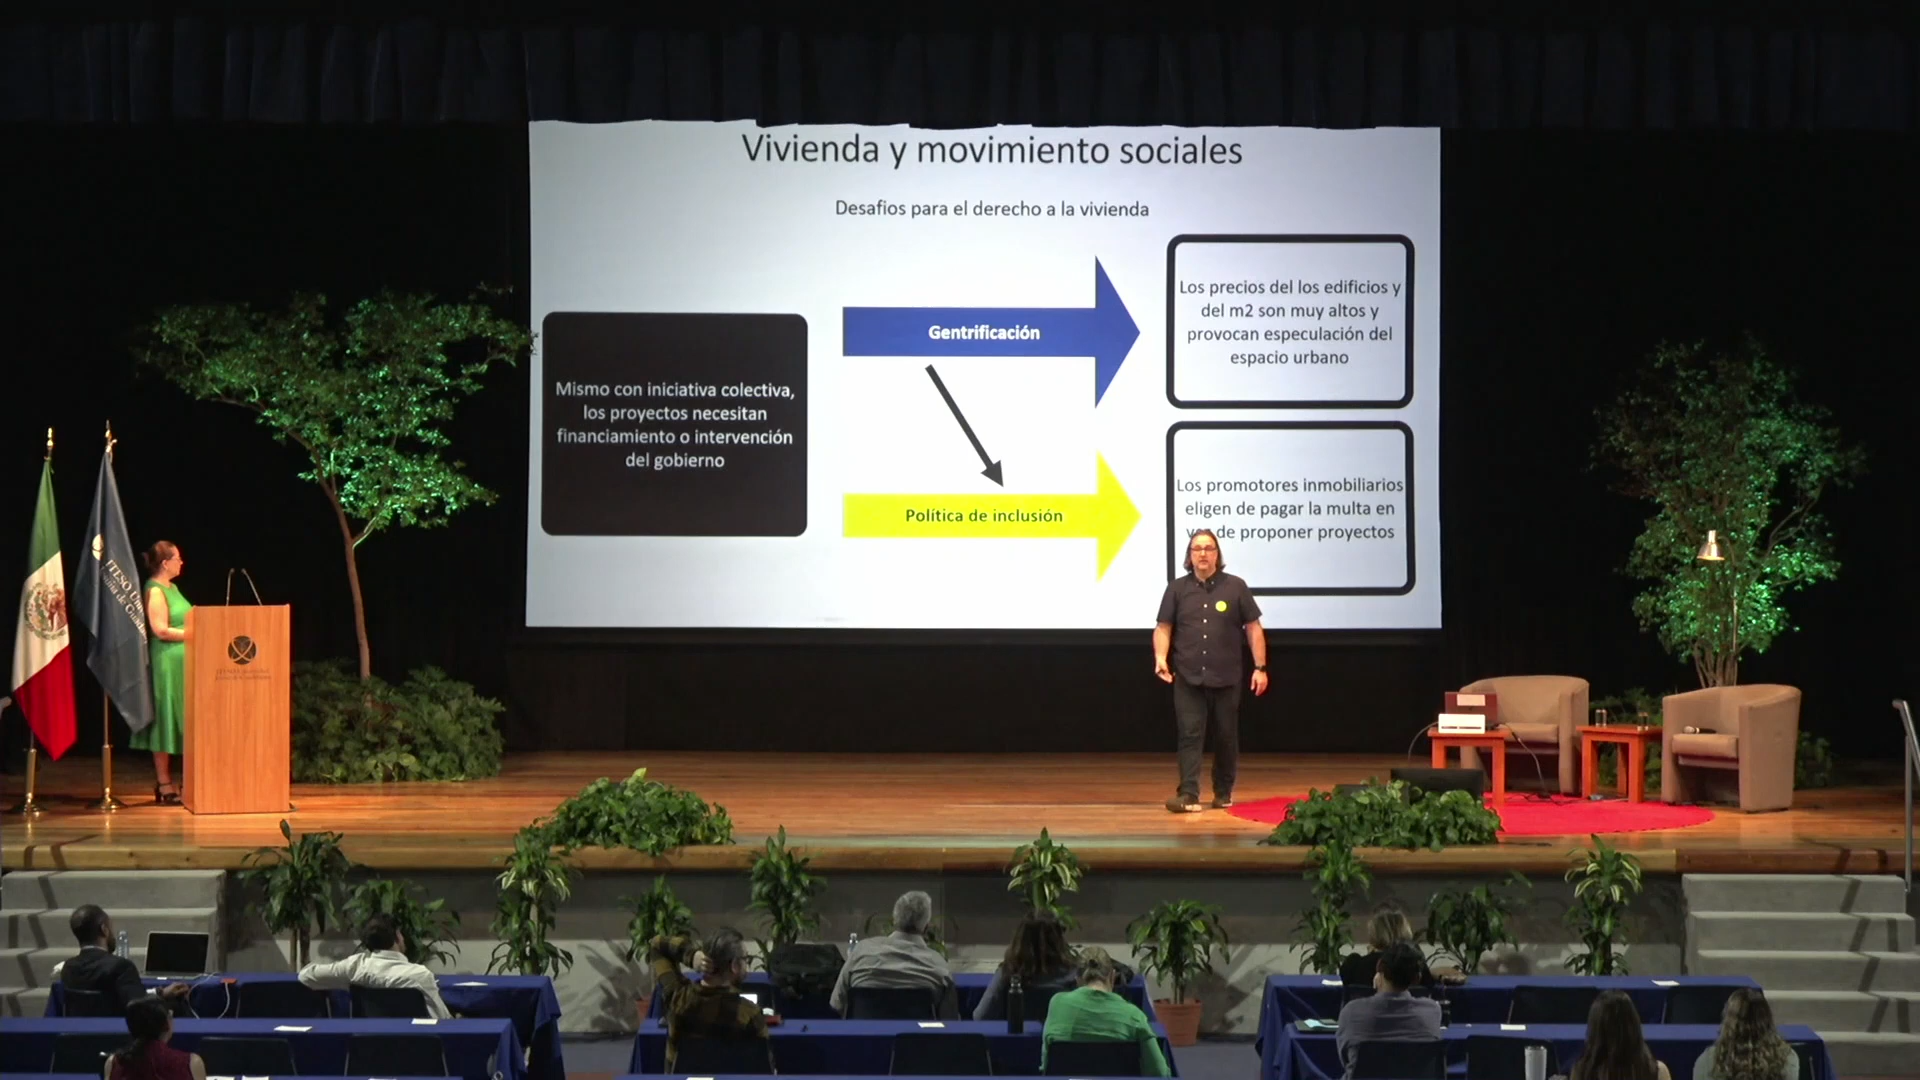 Vivienda y movimiento sociales
Desafios para el derecho a la vivienda
Mismo con iniciativa colectiva,
los proyectos necesitan
financiamiento o intervención
del gobierno
Gentrificación
Política de inclusión
Los precios del los edificios y
del m2 son muy altos y
provocan especulación del
espacio urbano
Los promotores inmobiliarios
eligen de pagar la multa en
de proponer proyectos
ITESO